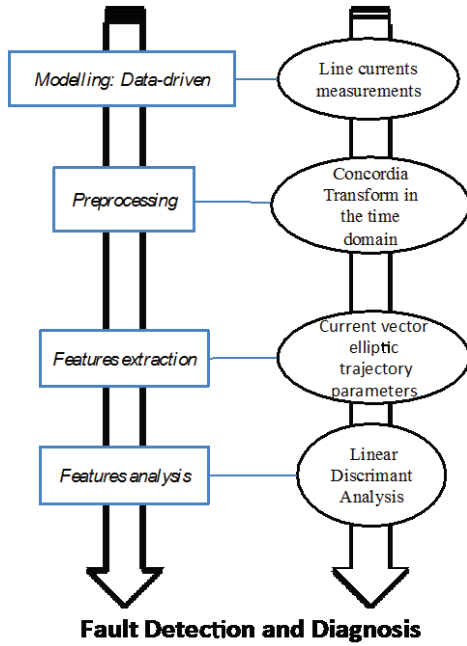 Modelling: Data-driven
Line currents
measurements
Preprocessing
Concordia
Transform in
the time
domain
Features extraction
Current vector
elliptic
trajectory
parameters
Features analysis
Linear
Discrimant
Analysis
Fault Detection and Diagnosis